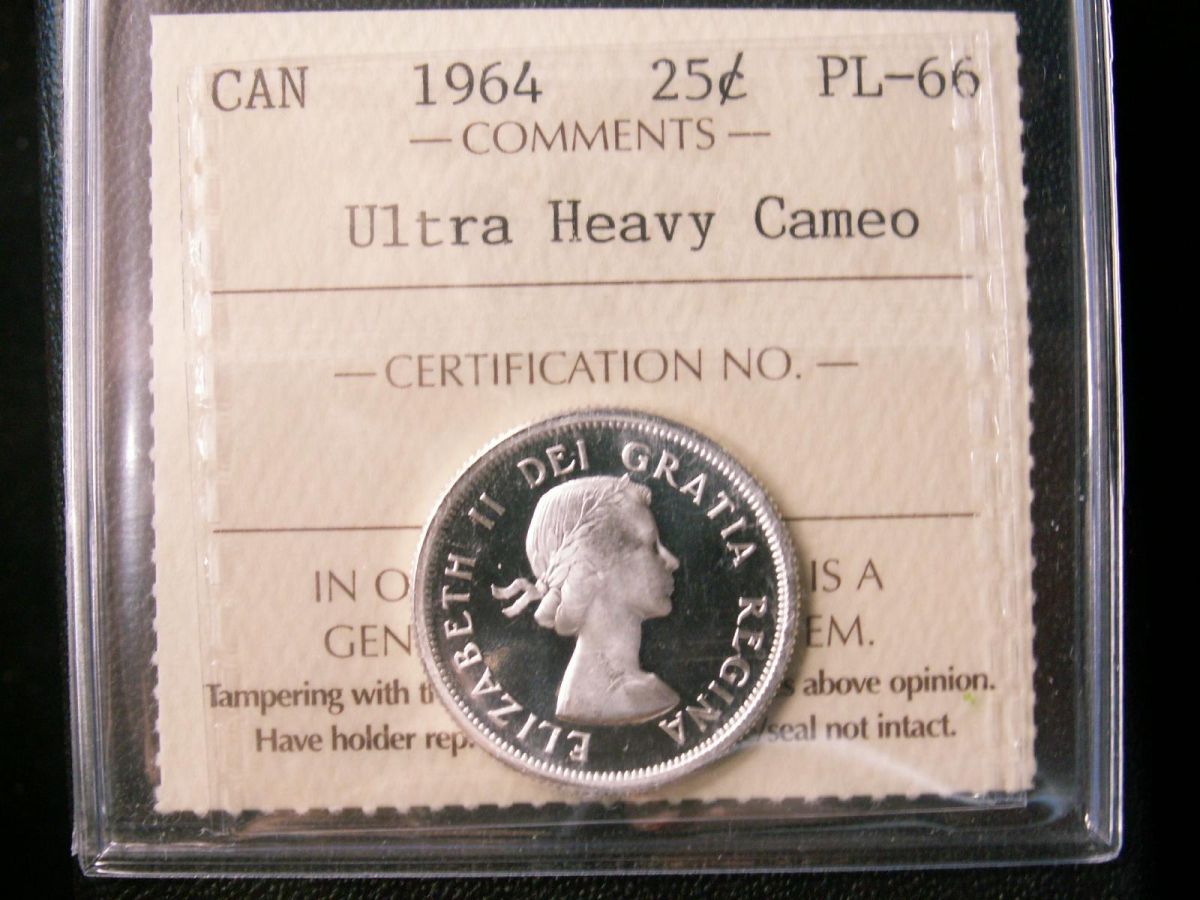 CAN 1964 25¢ PL-66
— COMMENTS —
Ultra Heavy Cameo
— CERTIFICATION NO. —
ELIZABETH II DEI GRATIA REGINA
IN O IS A
GEN EM.
Tampering with th s above opinion.
Have holder rep. /seal not intact.